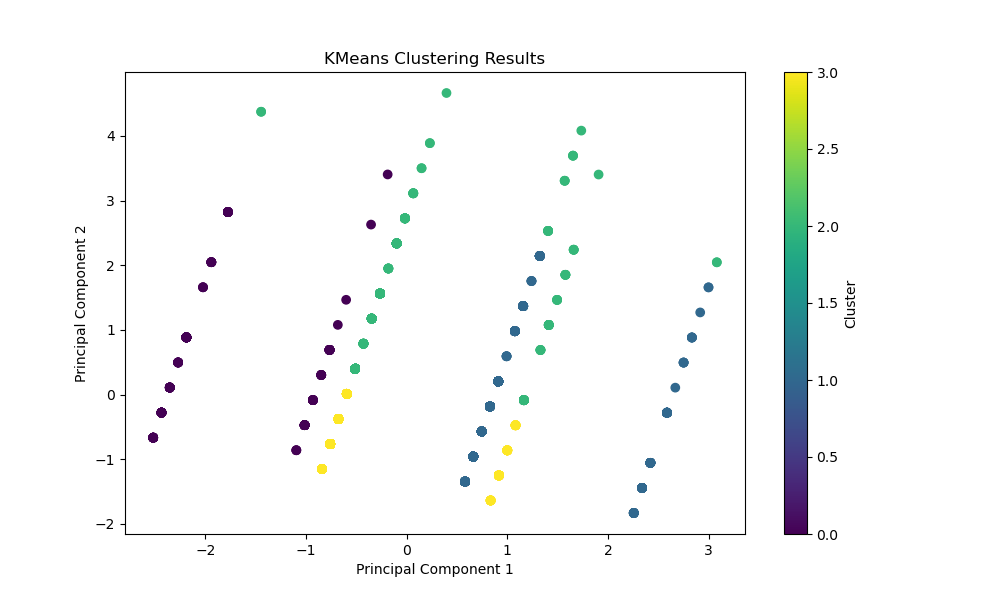 KMeans Clustering Results
Principal Component 2
4
3
2
1
0
−1
−2
−2 −1 0 1 2 3
Principal Component 1
3.0
2.5
2.0
1.5
1.0
0.5
0.0
Cluster